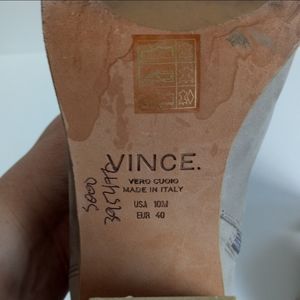 VINCE.
VERO CUOIO
MADE IN ITALY
USA 10M
EUR 40